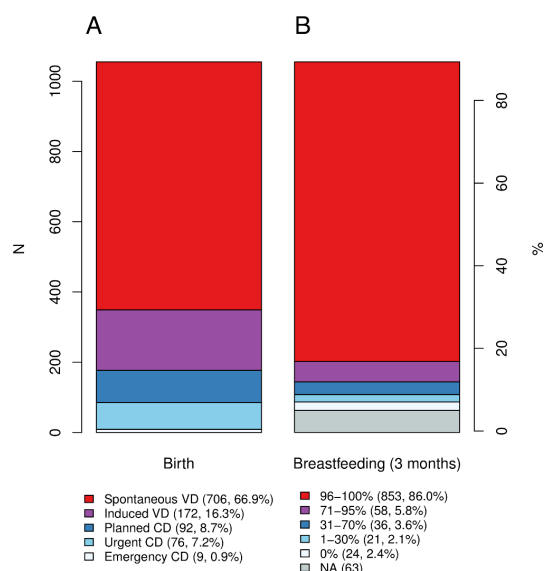 A
B
1000
800
600
400
200
0
N
80
60
40
20
0
%
Birth
Breastfeeding (3 months)
Spontaneous VD (706, 66.9%)
Induced VD (172, 16.3%)
Planned CD (92, 8.7%)
Urgent CD (76, 7.2%)
Emergency CD (9, 0.9%)
96−100% (853, 86.0%)
71−95% (58, 5.8%)
31−70% (36, 3.6%)
1−30% (21, 2.1%)
0% (24, 2.4%)
NA (63)